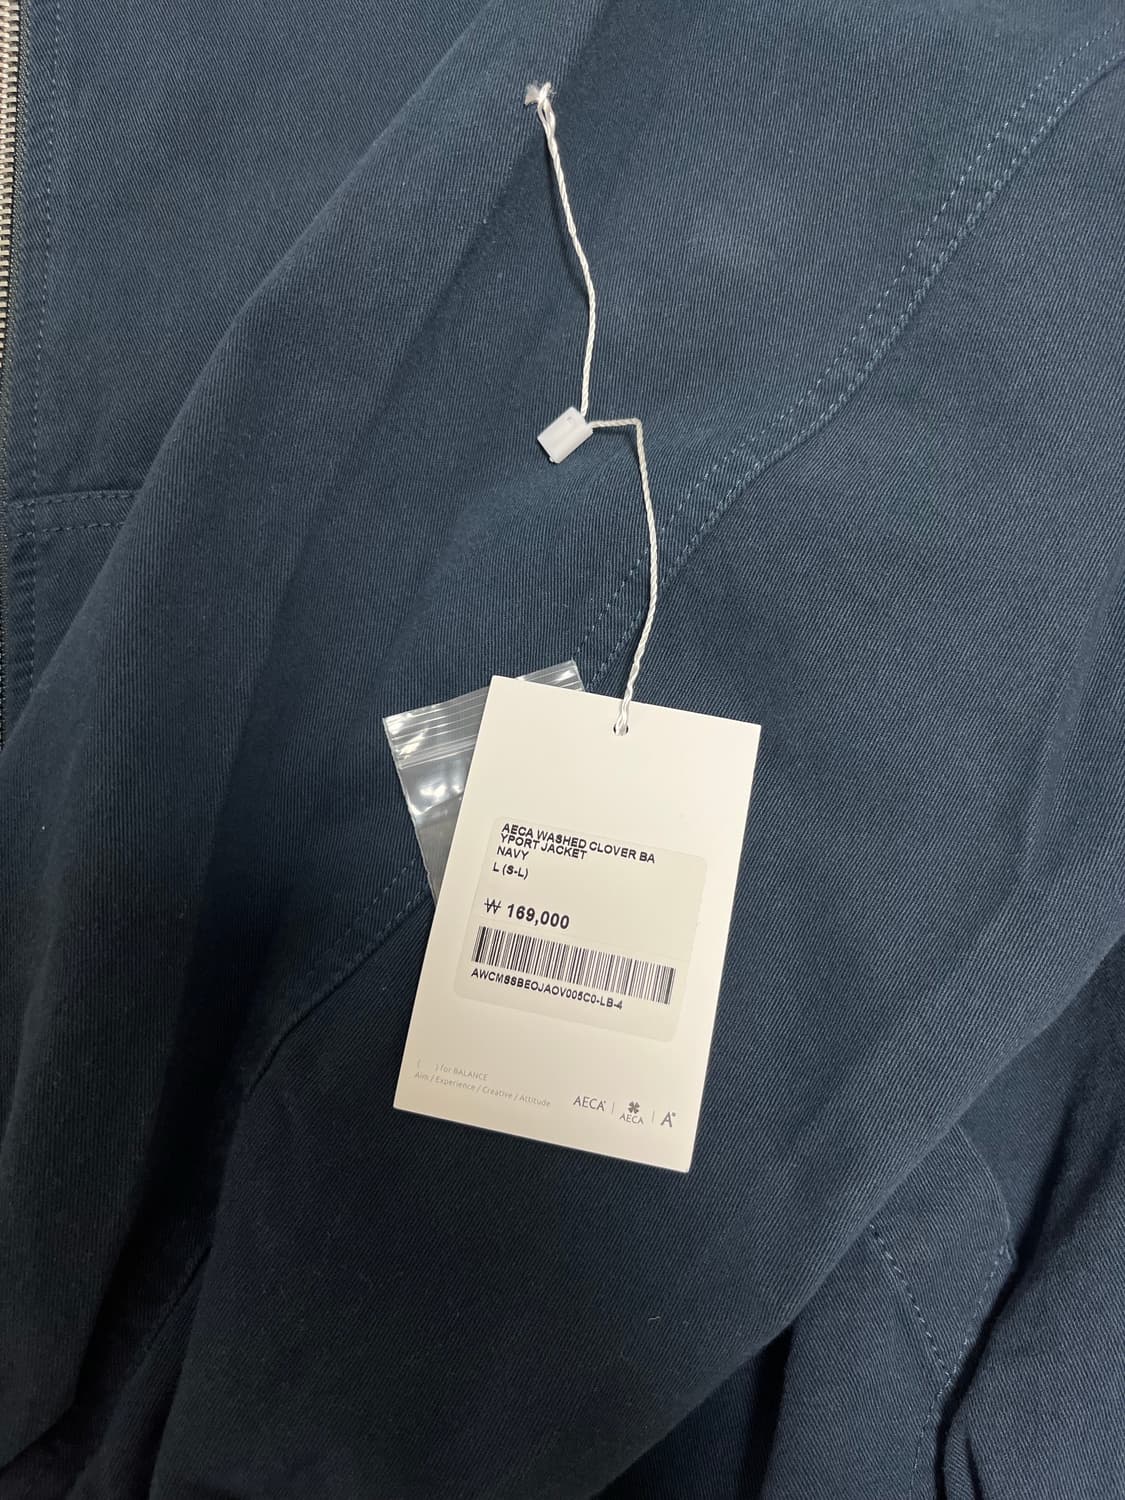 AECA WASHED CLOVER BA
YPORT JACKET
NAVY
L (S-L)
₩ 169,000
AWCMSSBEOJAOV005C0-LB-4
( ) for BALANCE
Aim / Experience / Creative / Attitude
AECA® | AECA | A®